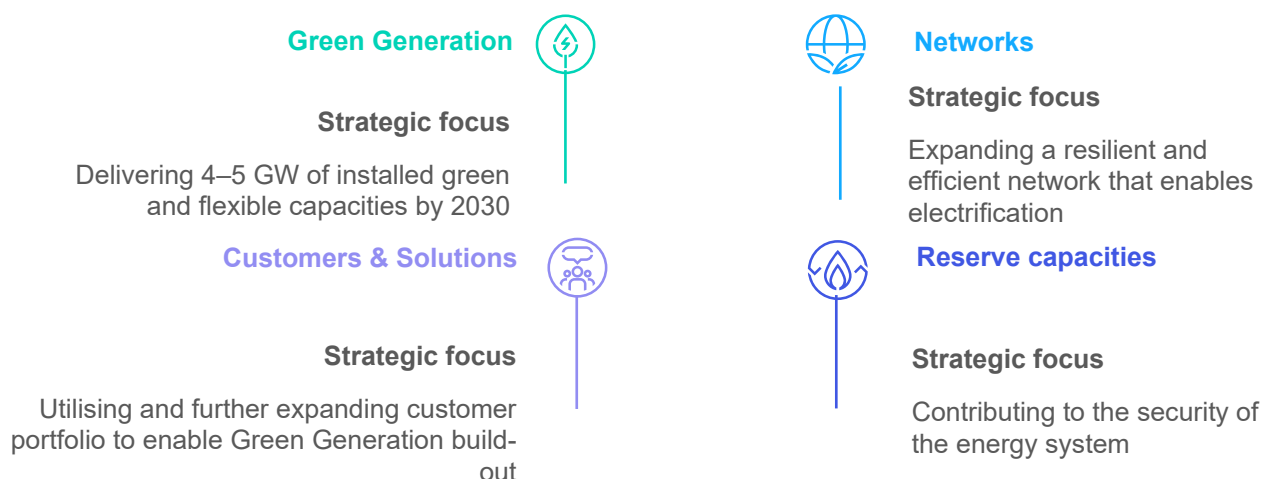 Green Generation
Strategic focus
Delivering 4–5 GW of installed green
and flexible capacities by 2030
Networks
Strategic focus
Expanding a resilient and
efficient network that enables
electrification
Customers & Solutions
Strategic focus
Utilising and further expanding customer
portfolio to enable Green Generation build-
out
Reserve capacities
Strategic focus
Contributing to the security of
the energy system